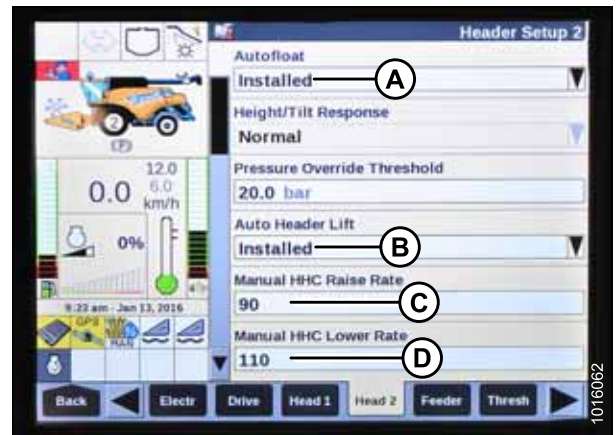 Header Setup 2
Autofloat
Installed
A
Height/Tilt Response
Normal
Pressure Override Threshold
20.0 bar
Auto Header Lift
Installed
B
Manual HHC Raise Rate
90
C
Manual HHC Lower Rate
110
D
2
(P)
12.0
6.0
0.0
km/h
0%
9:23 am - Jan 13, 2016
GPS
MAN
Back
Electr
Drive
Head 1
Head 2
Feeder
Thresh
1016062